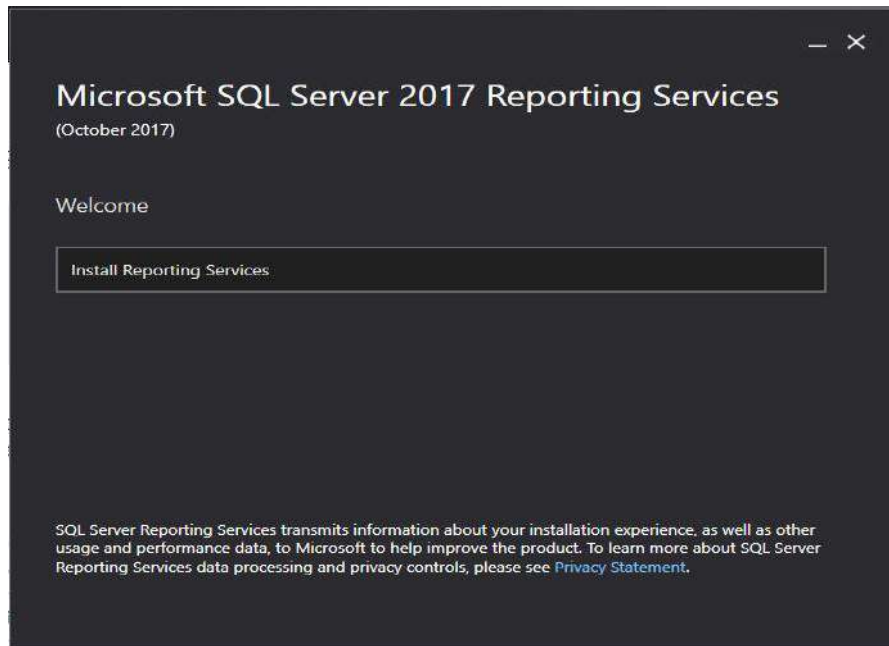 Microsoft SQL Server 2017 Reporting Services
(October 2017)
Welcome
Install Reporting Services
SQL Server Reporting Services transmits information about your installation experience, as well as other
usage and performance data, to Microsoft to help improve the product. To learn more about SQL Server
Reporting Services data processing and privacy controls, please see Privacy Statement.